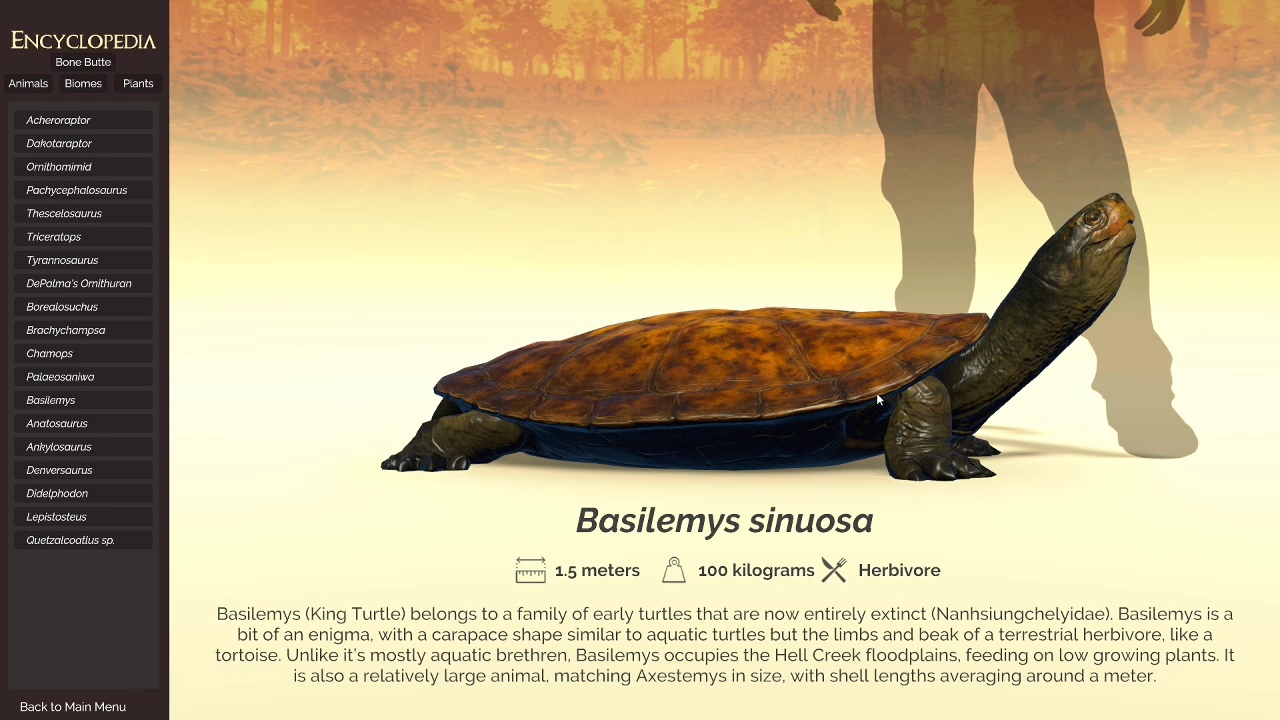 Encyclopedia
Bone Butte
Animals Biomes Plants
Acheroraptor
Dakotaraptor
Ornithomimid
Pachycephalosaurus
Thescelosaurus
Triceratops
Tyrannosaurus
DePalma's Ornithuran
Borealosuchus
Brachychampsa
Chamops
Palaeosaniwa
Basilemys
Anatosaurus
Ankylosaurus
Denversaurus
Didelphodon
Lepistosteus
Quetzalcoatlus sp.
Back to Main Menu
Basilemys sinuosa
1.5 meters 100 kilograms Herbivore
Basilemys (King Turtle) belongs to a family of early turtles that are now entirely extinct (Nanhsiungchelyidae). Basilemys is a
bit of an enigma, with a carapace shape similar to aquatic turtles but the limbs and beak of a terrestrial herbivore, like a
tortoise. Unlike it's mostly aquatic brethren, Basilemys occupies the Hell Creek floodplains, feeding on low growing plants. It
is also a relatively large animal, matching Axestemys in size, with shell lengths averaging around a meter.